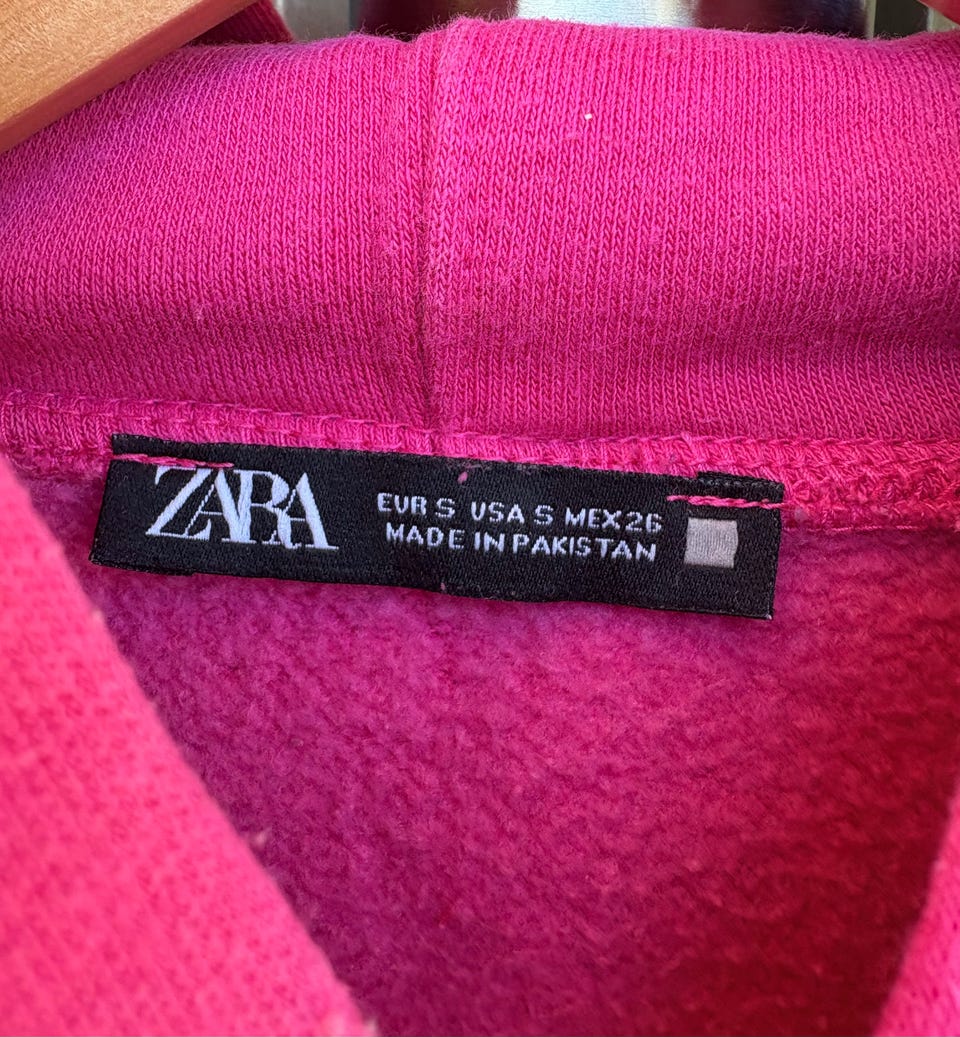 ZARA
EUR S USA S MEX 26
MADE IN PAKISTAN